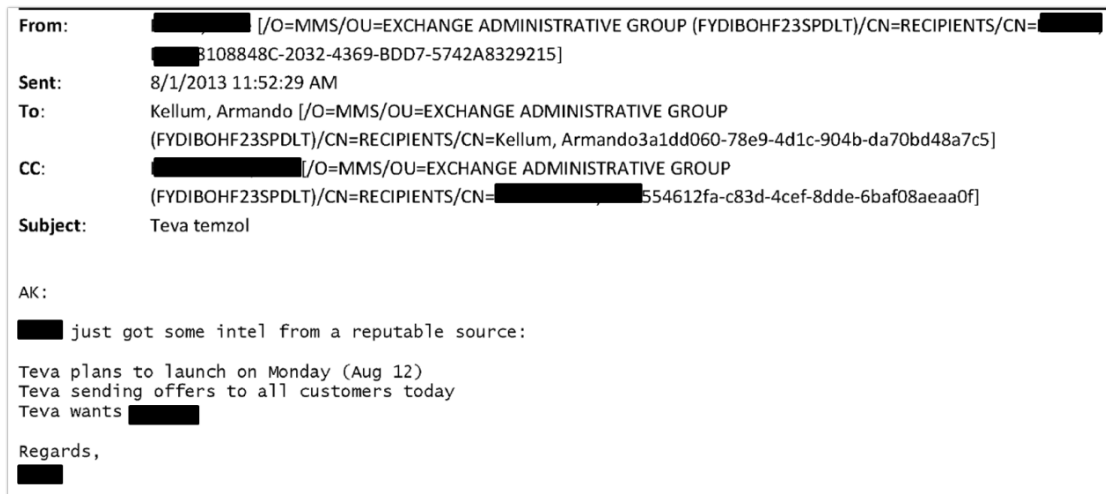 From: [/O=MMS/OU=EXCHANGE ADMINISTRATIVE GROUP (FYDIBOHF23SPDLT)/CN=RECIPIENTS/CN=
8108848C-2032-4369-BDD7-5742A8329215]
Sent: 8/1/2013 11:52:29 AM
To: Kellum, Armando [/O=MMS/OU=EXCHANGE ADMINISTRATIVE GROUP
(FYDIBOHF23SPDLT)/CN=RECIPIENTS/CN=Kellum, Armando3a1dd060-78e9-4d1c-904b-da70bd48a7c5]
CC: [/O=MMS/OU=EXCHANGE ADMINISTRATIVE GROUP
(FYDIBOHF23SPDLT)/CN=RECIPIENTS/CN= 554612fa-c83d-4cef-8dde-6baf08aeaa0f]
Subject: Teva temzol
AK:
just got some intel from a reputable source:
Teva plans to launch on Monday (Aug 12)
Teva sending offers to all customers today
Teva wants
Regards,